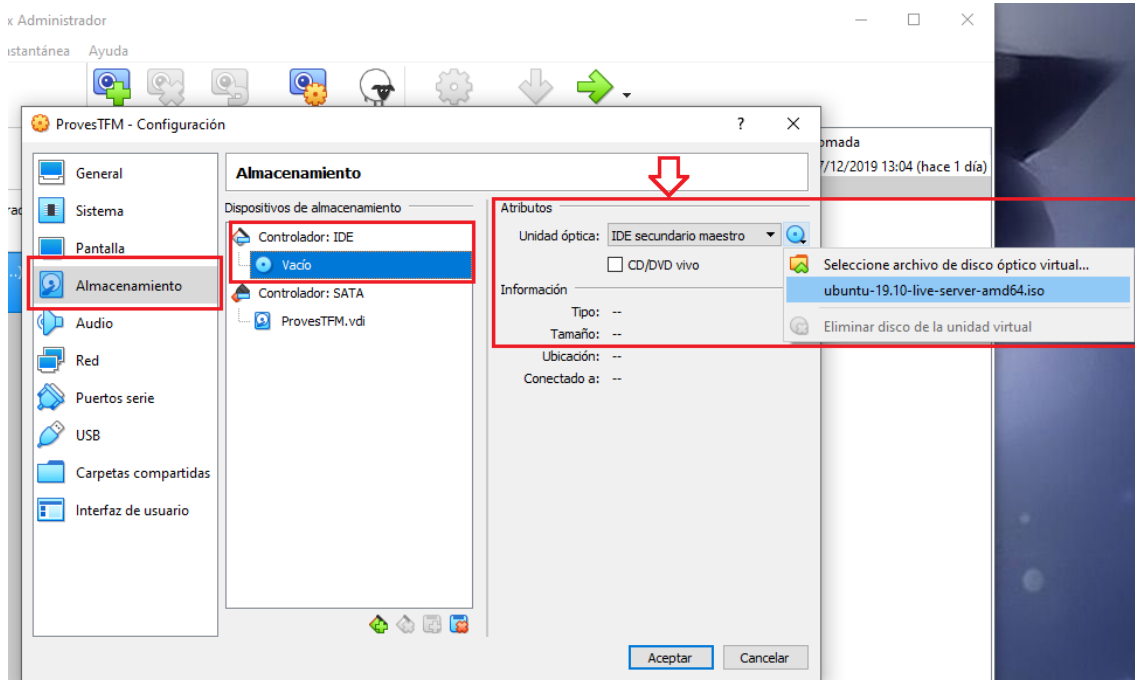 x Administrador
nstantánea Ayuda
ProvesTFM - Configuración ?
omada
7/12/2019 13:04 (hace 1 día)
General
Sistema
Pantalla
Almacenamiento
Audio
Red
Puertos serie
USB
Carpetas compartidas
Interfaz de usuario
Almacenamiento
Dispositivos de almacenamiento
Controlador: IDE
Vacío
Controlador: SATA
ProvesTFM.vdi
Atributos
Unidad óptica: IDE secundario maestro
CD/DVD vivo
Información
Tipo: --
Tamaño: --
Ubicación: --
Conectado a: --
Seleccione archivo de disco óptico virtual...
ubuntu-19.10-live-server-amd64.iso
Eliminar disco de la unidad virtual
Aceptar Cancelar